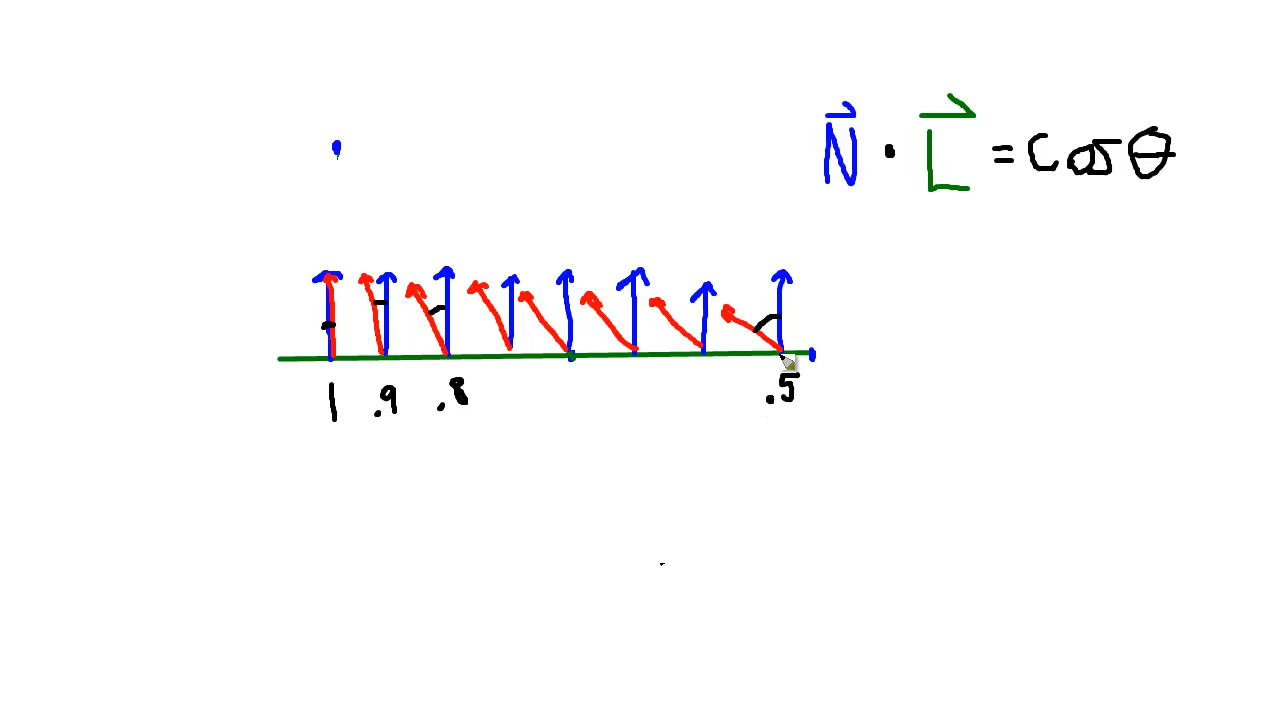 N⃗ · L⃗ = cos θ
1 .9 .8 .5